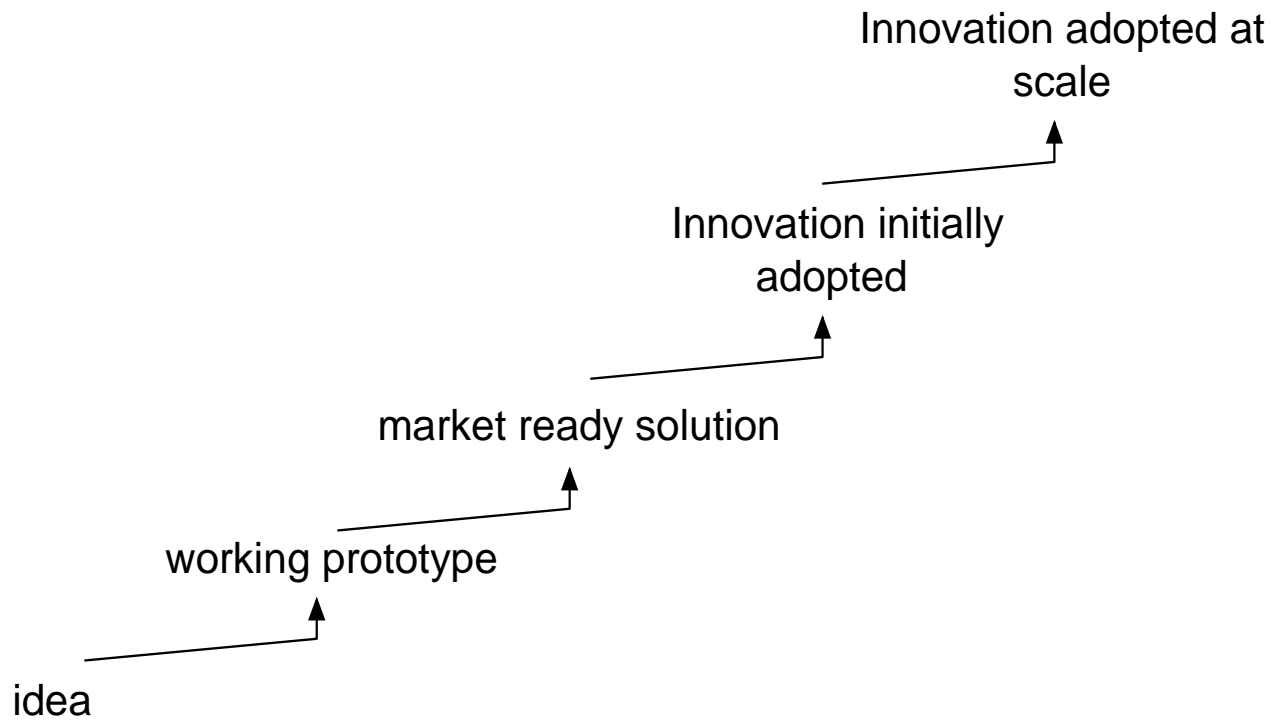 Innovation adopted at
scale
Innovation initially
adopted
market ready solution
working prototype
idea